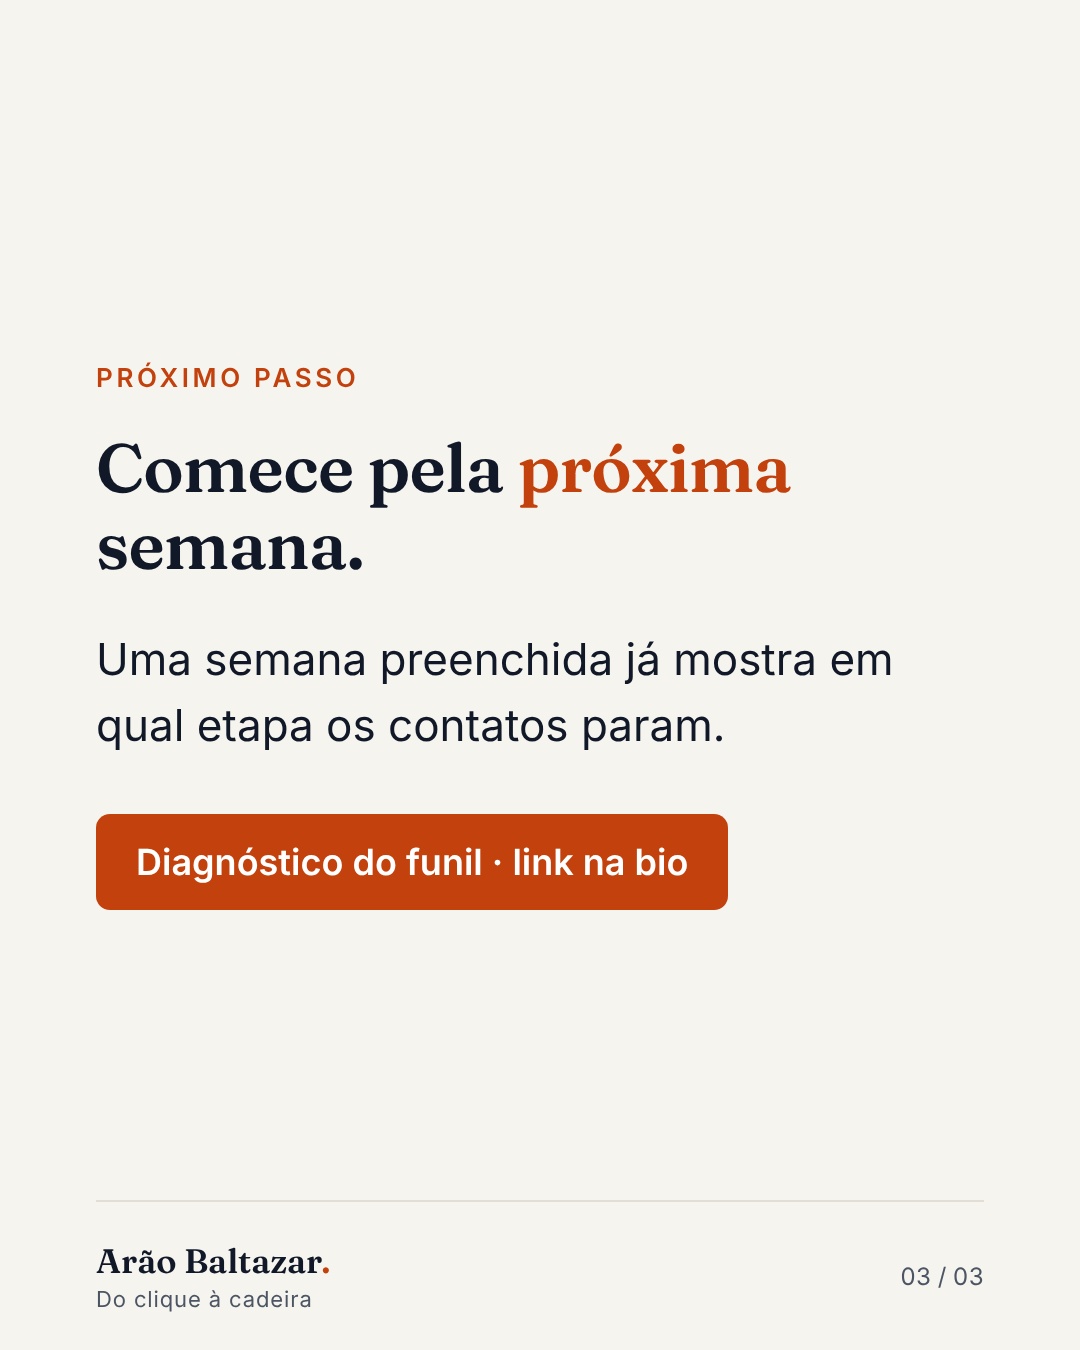 PRÓXIMO PASSO
Comece pela próxima
semana.
Uma semana preenchida já mostra em
qual etapa os contatos param.
Diagnóstico do funil · link na bio
Arão Baltazar.
Do clique à cadeira
03 / 03